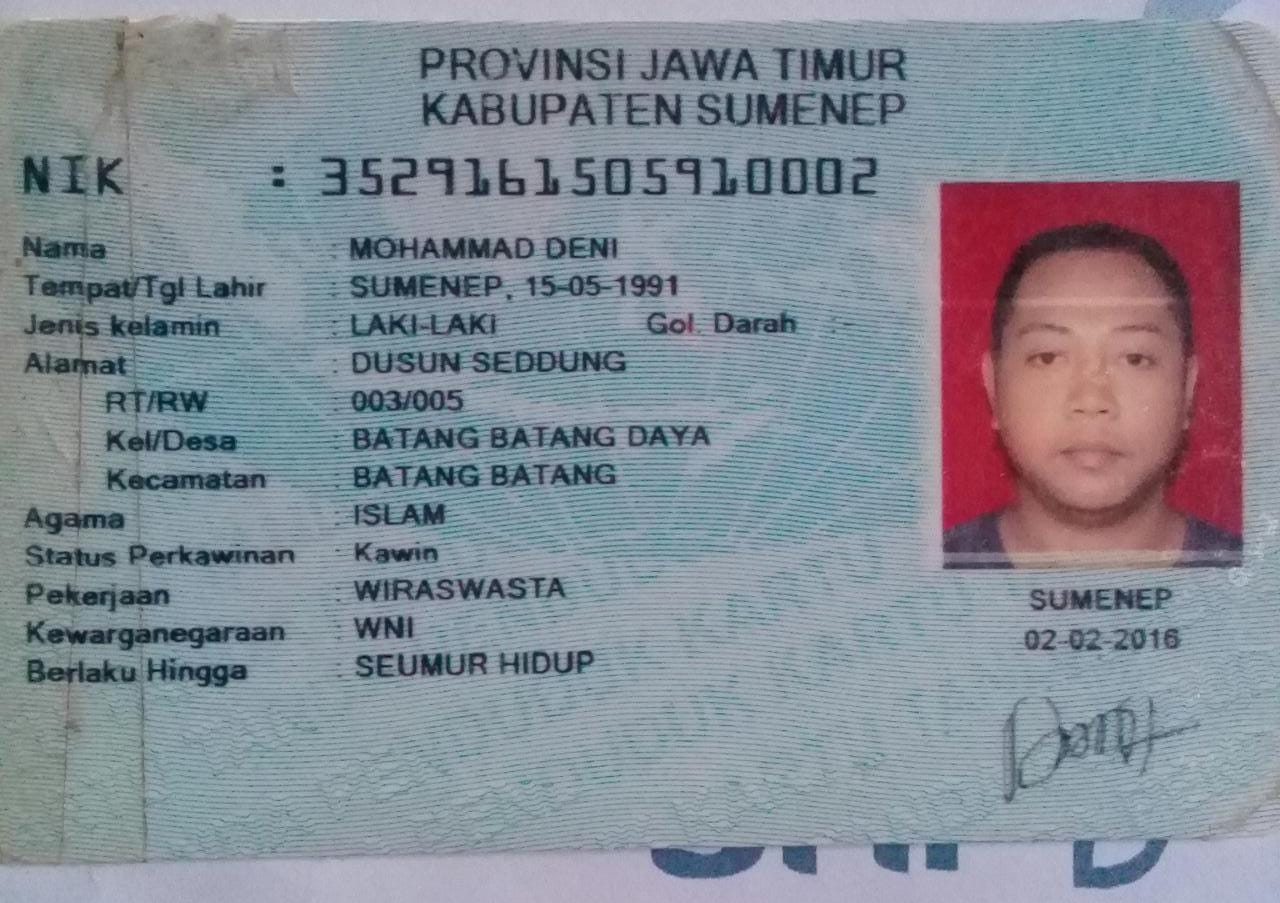 PROVINSI JAWA TIMUR
KABUPATEN SUMENEP
NIK : 3529161505910002
Nama : MOHAMMAD DENI
Tempat/Tgl Lahir : SUMENEP, 15-05-1991
Jenis kelamin : LAKI-LAKI Gol. Darah : -
Alamat : DUSUN SEDDUNG
RT/RW : 003/005
Kel/Desa : BATANG BATANG DAYA
Kecamatan : BATANG BATANG
Agama : ISLAM
Status Perkawinan : Kawin
Pekerjaan : WIRASWASTA
Kewarganegaraan : WNI
Berlaku Hingga : SEUMUR HIDUP
SUMENEP
02-02-2016